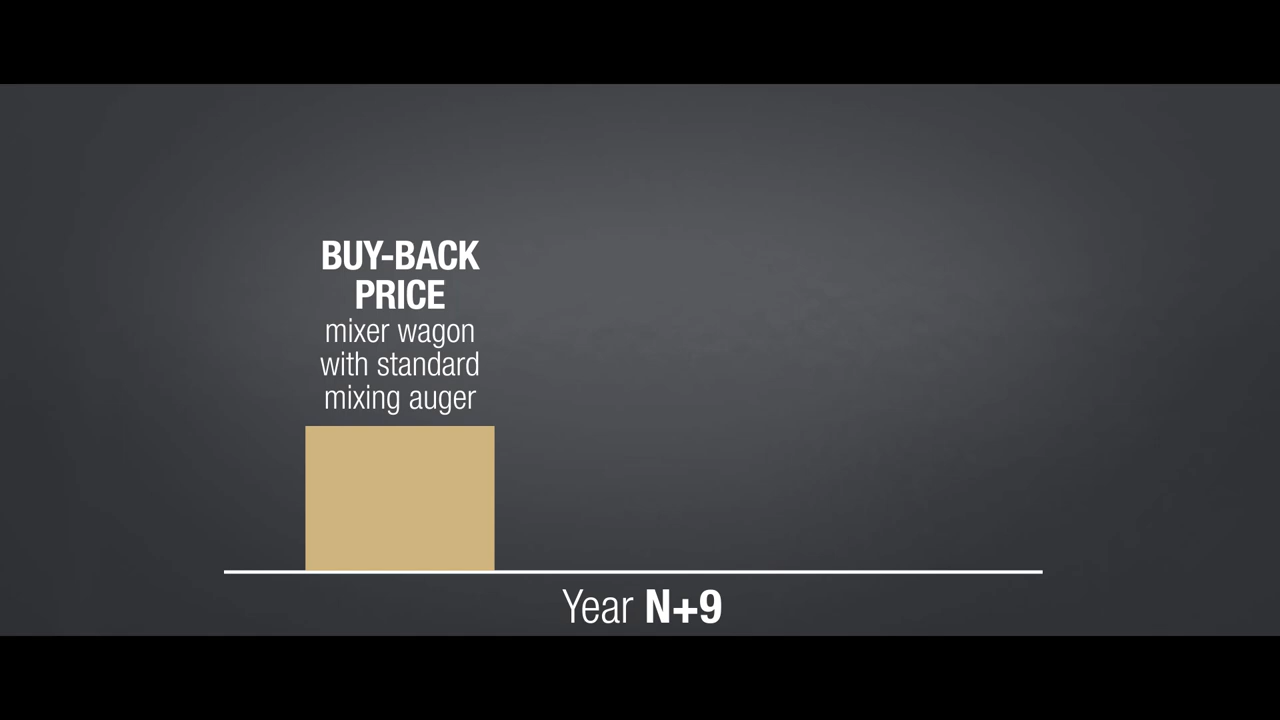 BUY-BACK
PRICE
mixer wagon
with standard
mixing auger
Year N+9